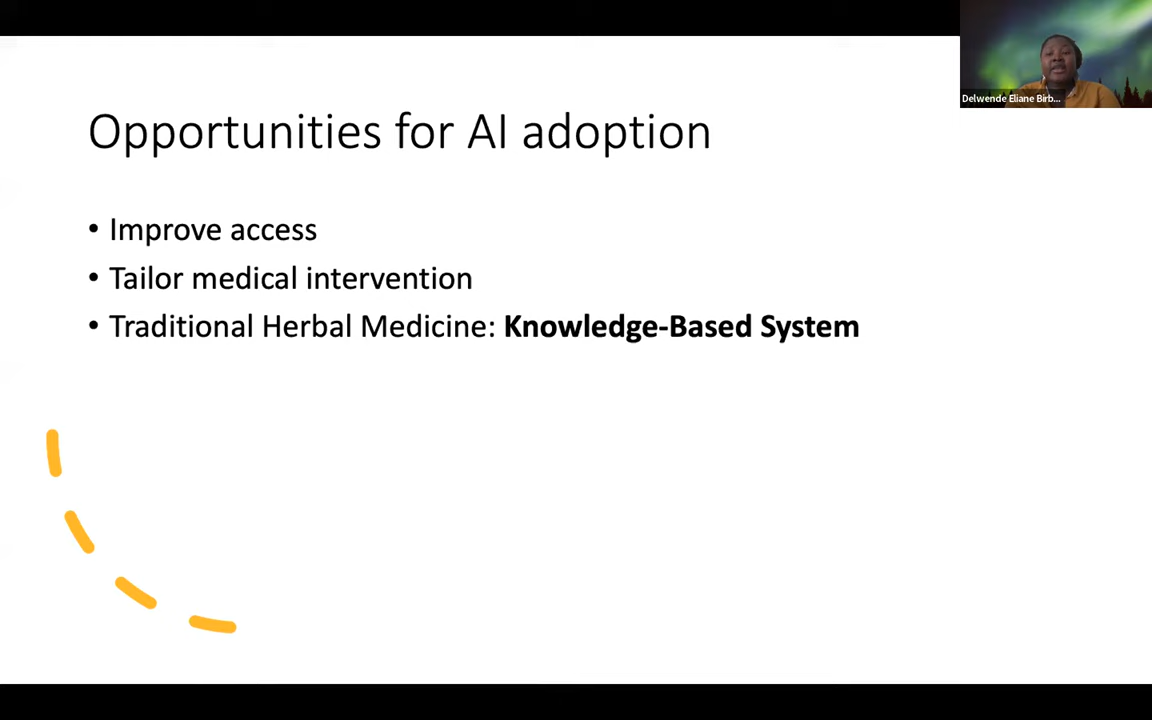 Delwende Eliane Birb...
Opportunities for AI adoption
• Improve access
• Tailor medical intervention
• Traditional Herbal Medicine: Knowledge-Based System